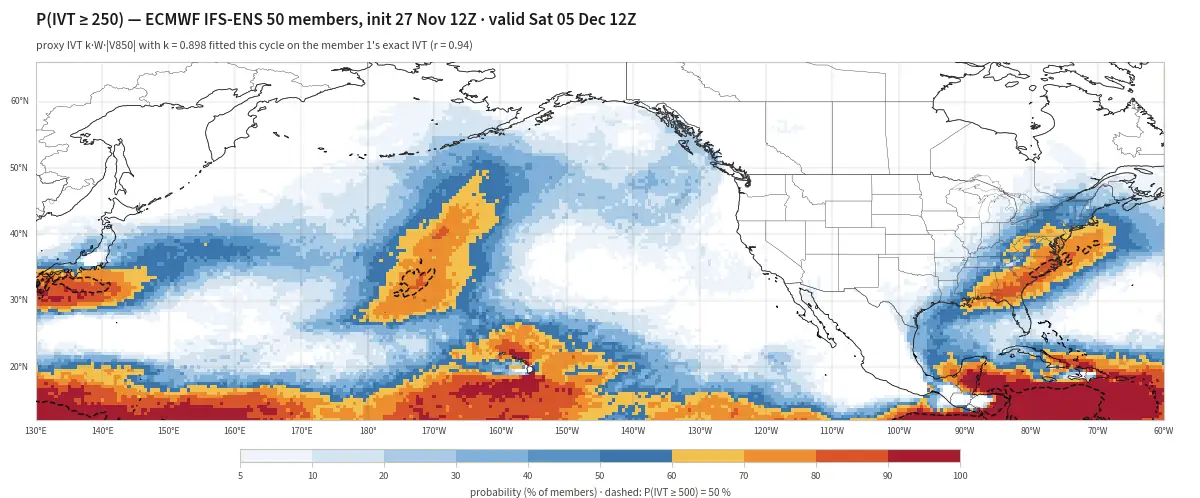 P(IVT ≥ 250) — ECMWF IFS-ENS 50 members, init 27 Nov 12Z · valid Sat 05 Dec 12Z
proxy IVT k·W·|V850| with k = 0.898 fitted this cycle on the member 1's exact IVT (r = 0.94)
60°N
50°N
40°N
30°N
20°N
130°E 140°E 150°E 160°E 170°E 180° 170°W 160°W 150°W 140°W 130°W 120°W 110°W 100°W 90°W 80°W 70°W 60°W
5 10 20 30 40 50 60 70 80 90 100
probability (% of members) · dashed: P(IVT ≥ 500) = 50 %